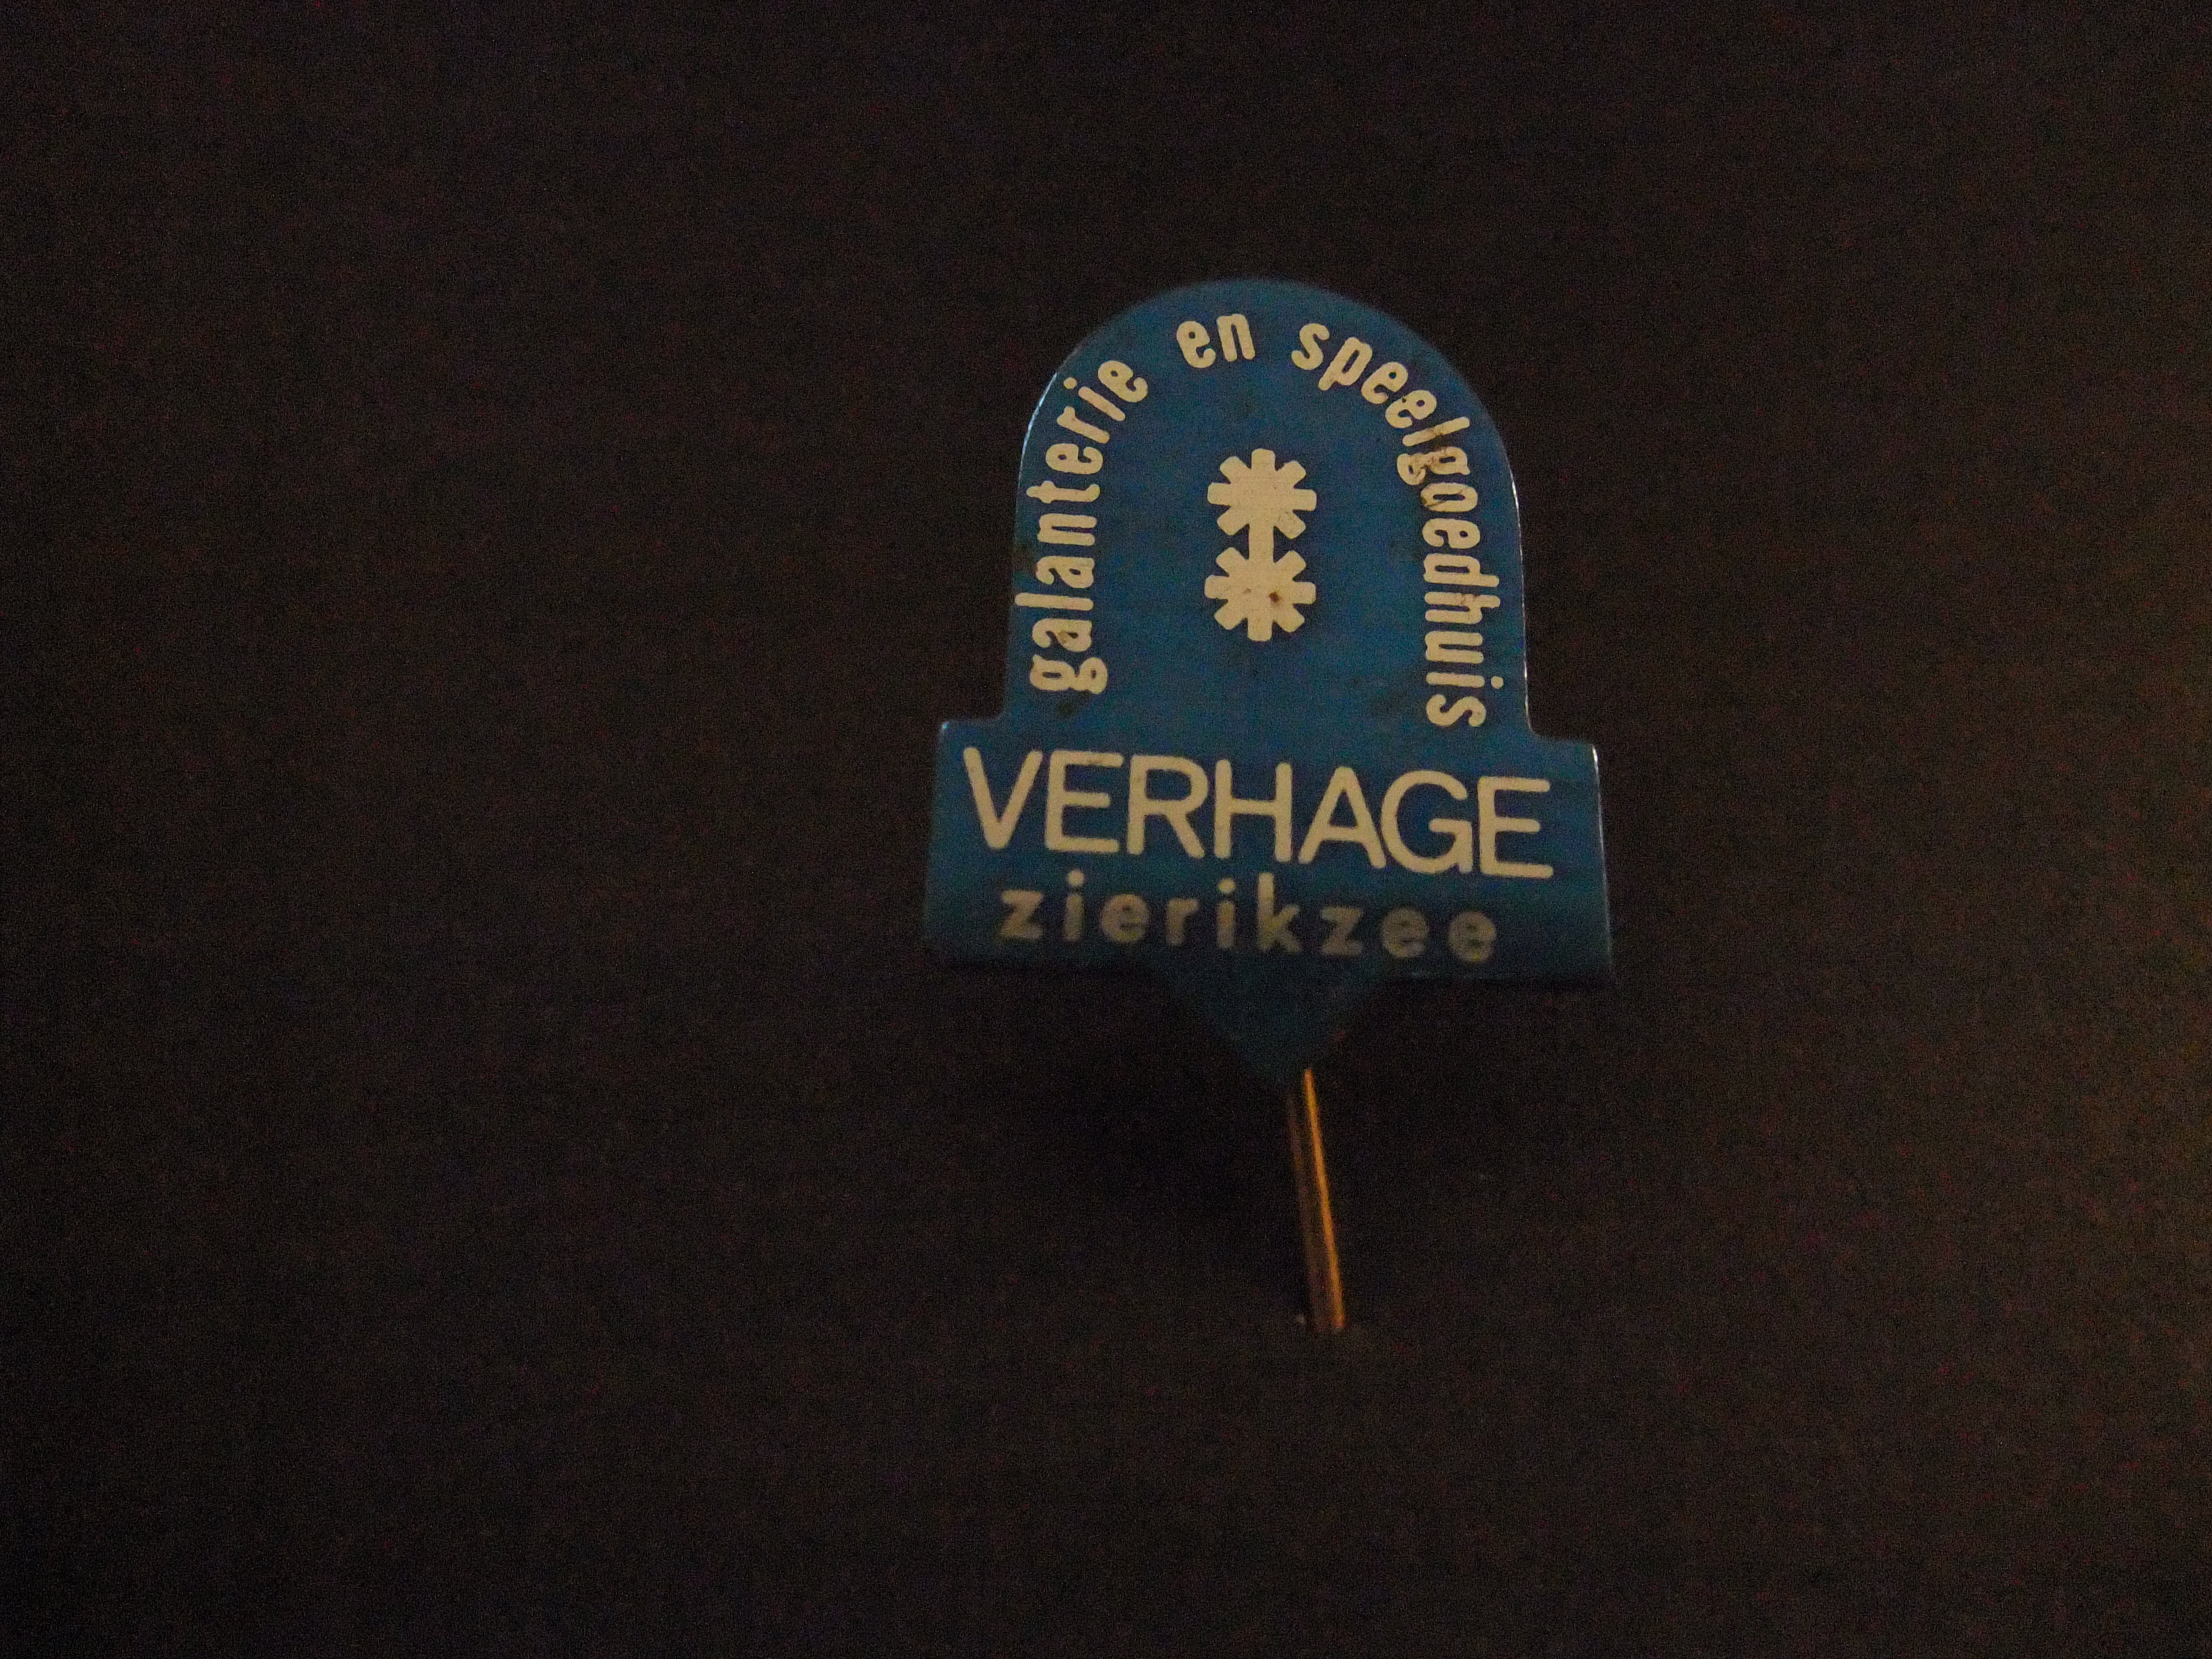 galanterie en speelgoedhuis
VERHAGE
zierikzee